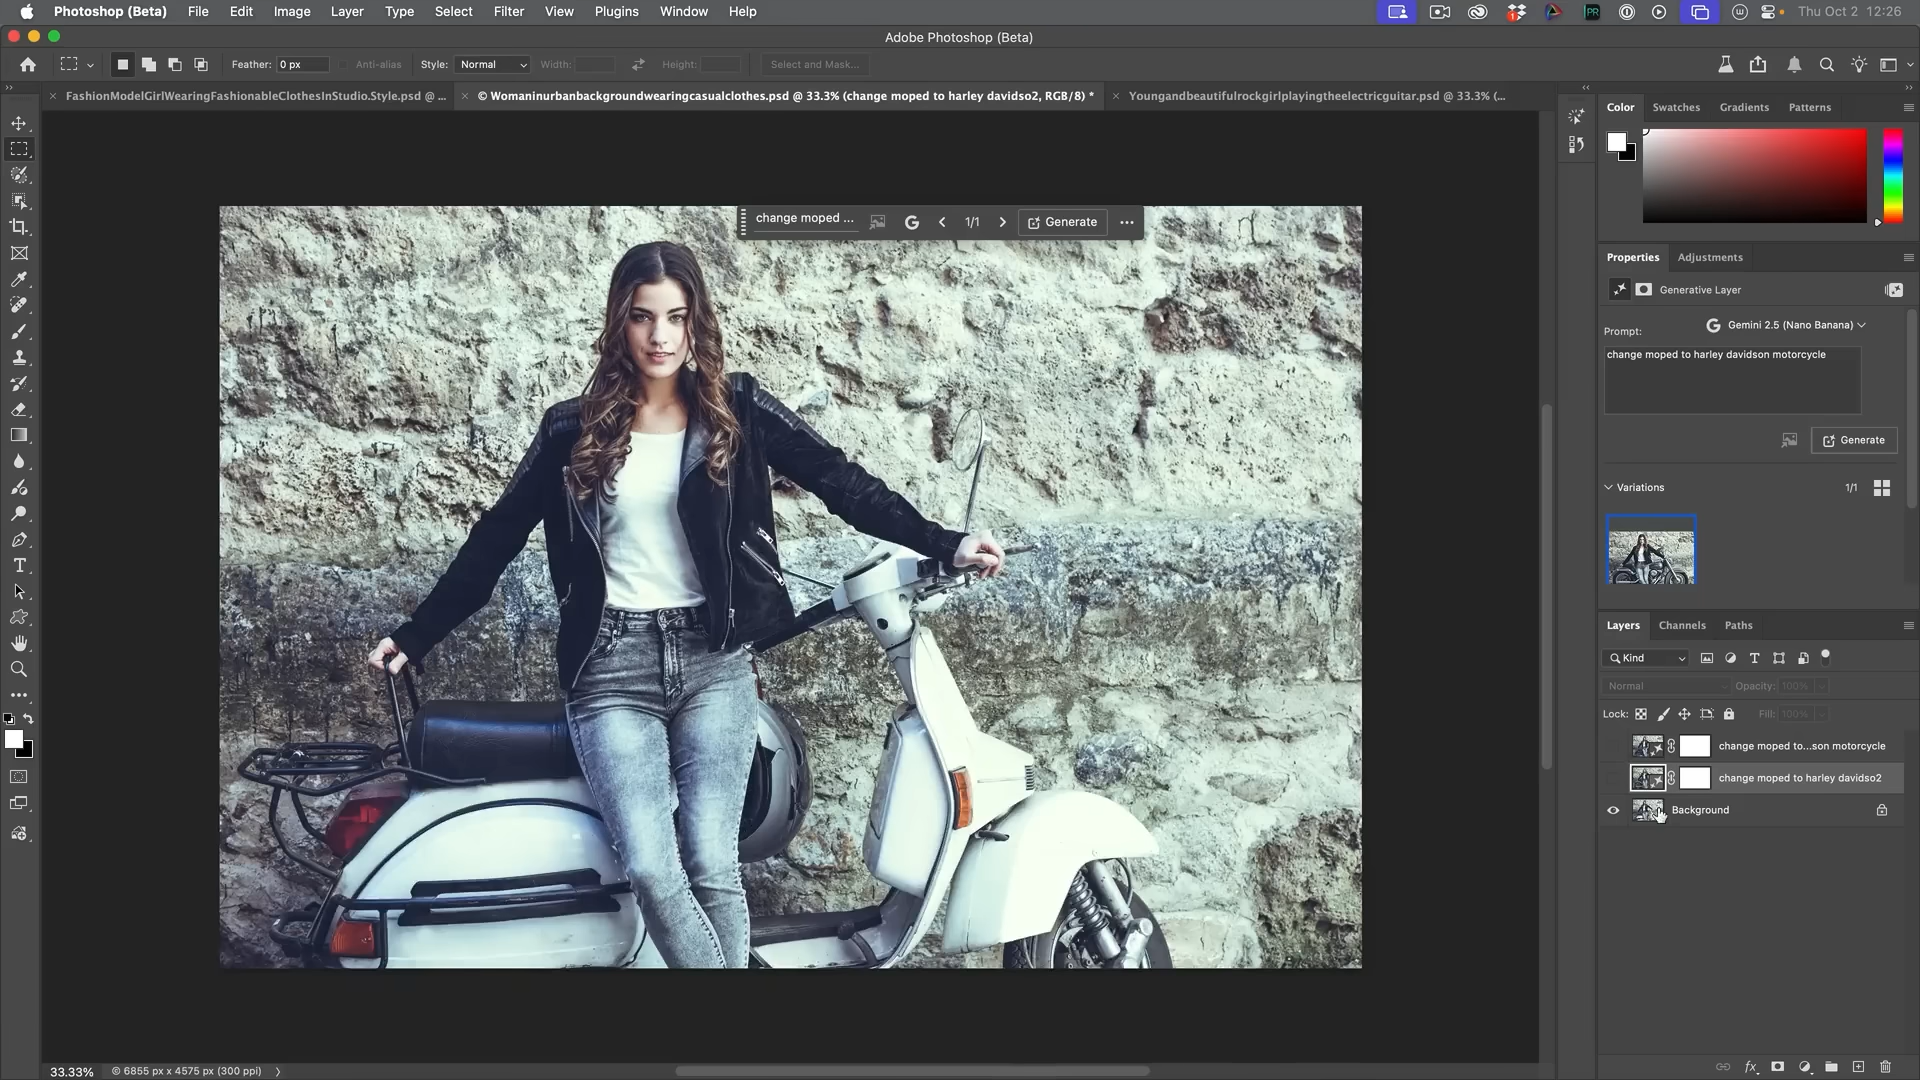 Photoshop (Beta) File Edit Image Layer Type Select Filter View Plugins Window Help Thu Oct 2 12:26
Adobe Photoshop (Beta)
Feather: 0 px Anti-alias Style: Normal Width: Height: Select and Mask...
FashionModelGirlWearingFashionableClothesInStudio.Style.psd @ ... © Womaninurbanbackgroundwearingcasualclothes.psd @ 33.3% (change moped to harley davidso2, RGB/8) * Youngandbeautifulrockgirlplayingtheelectricguitar.psd @ 33.3% (...
change moped ... 1/1 Generate
Color Swatches Gradients Patterns
Properties Adjustments
Generative Layer
Prompt: Gemini 2.5 (Nano Banana)
change moped to harley davidson motorcycle
Generate
Variations 1/1
Layers Channels Paths
Kind
Normal Opacity: 100%
Lock: Fill: 100%
change moped to...son motorcycle
change moped to harley davidso2
Background
33.33% © 6855 px x 4575 px (300 ppi)